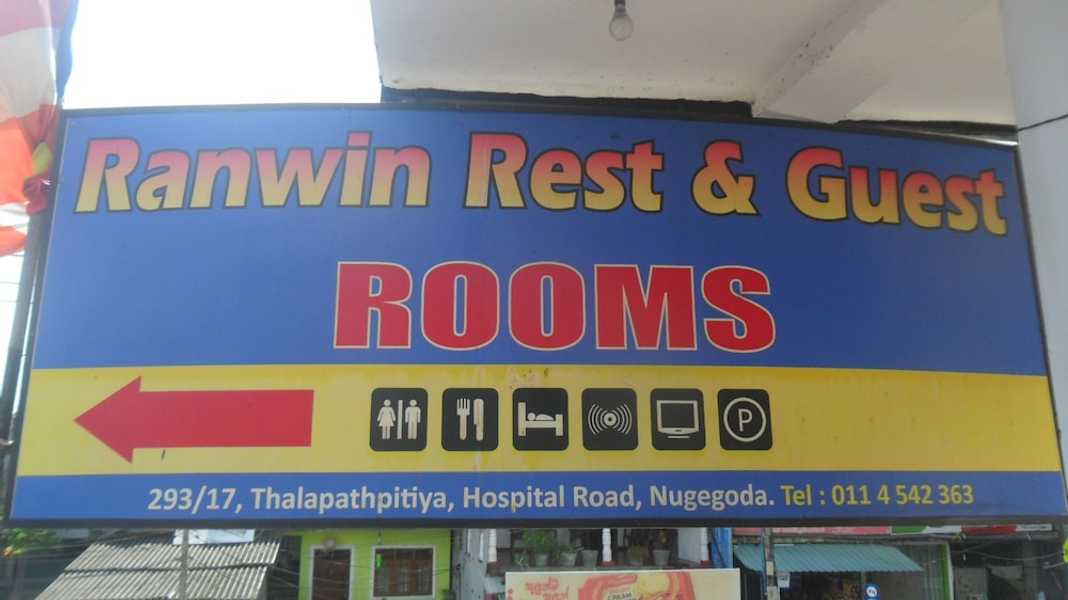 Ranwin Rest & Guest
ROOMS
P
293/17, Thalapathpitiya, Hospital Road, Nugegoda. Tel : 011 4 542 363